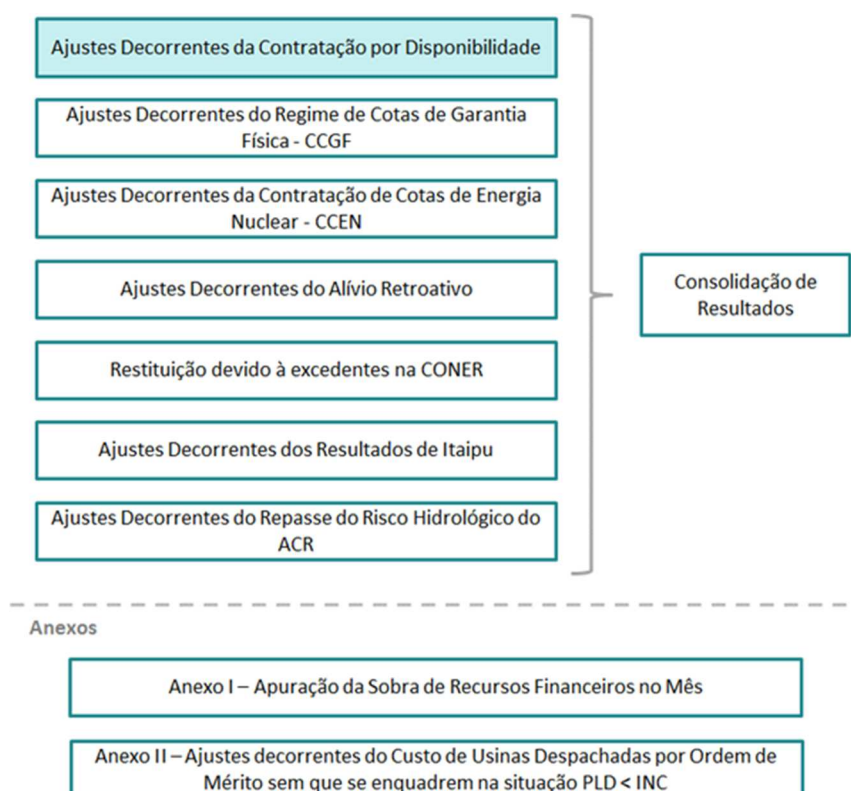 Ajustes Decorrentes da Contratação por Disponibilidade
Ajustes Decorrentes do Regime de Cotas de Garantia
Física - CCGF
Ajustes Decorrentes da Contratação de Cotas de Energia
Nuclear - CCEN
Ajustes Decorrentes do Alívio Retroativo
Restituição devido à excedentes na CONER
Ajustes Decorrentes dos Resultados de Itaipu
Ajustes Decorrentes do Repasse do Risco Hidrológico do
ACR
Consolidação de
Resultados
Anexos
Anexo I – Apuração da Sobra de Recursos Financeiros no Mês
Anexo II – Ajustes decorrentes do Custo de Usinas Despachadas por Ordem de
Mérito sem que se enquadrem na situação PLD < INC